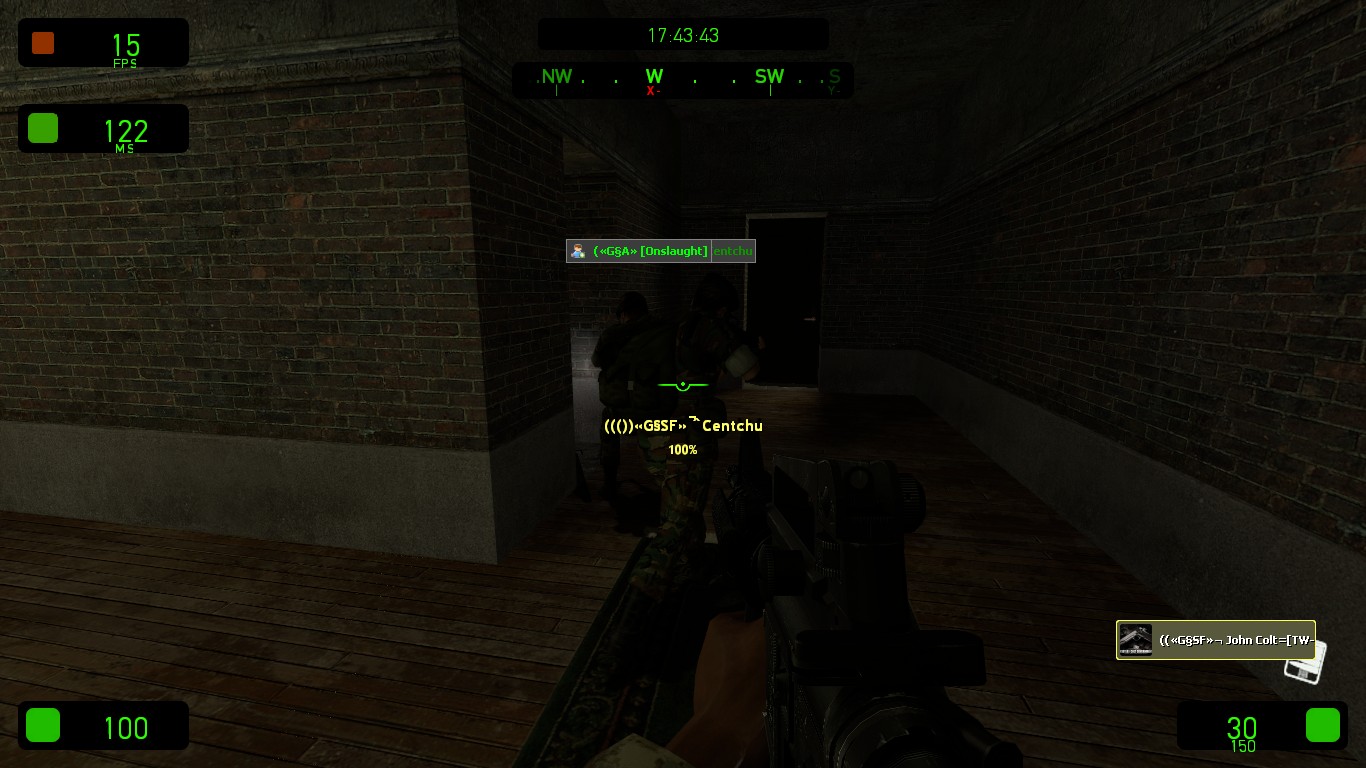 15
FPS
17:43:43
NW W SW S
X- Y-
122
MS
(«G§A» [Onslaught] entchu
((())«G§SF» ¬ˆCentchu
100%
((«G§SF»¬ John Colt=[TW-
100
30
150